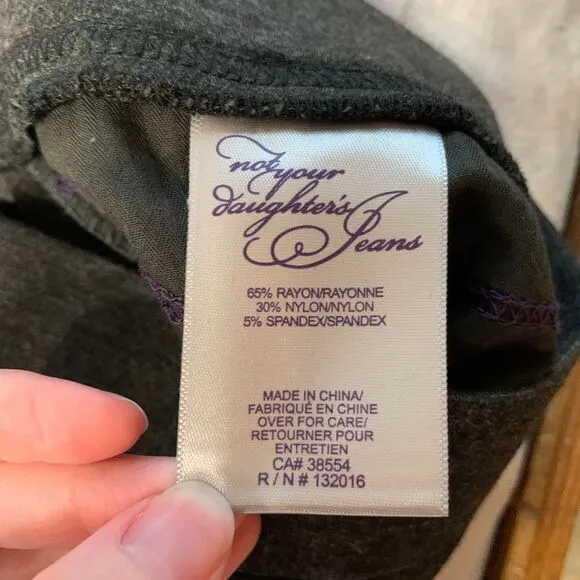 not your
daughter's
Jeans
65% RAYON/RAYONNE
30% NYLON/NYLON
5% SPANDEX/SPANDEX
MADE IN CHINA/
FABRIQUÉ EN CHINE
OVER FOR CARE/
RETOURNER POUR
ENTRETIEN
CA# 38554
R / N # 132016